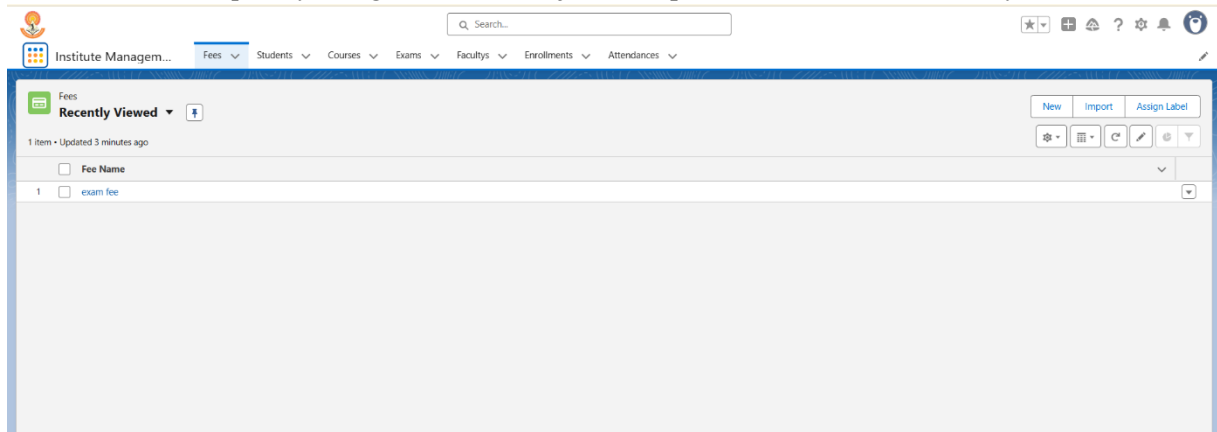 Search...
Institute Managem... Fees Students Courses Exams Facultys Enrollments Attendances
Fees
Recently Viewed
New Import Assign Label
1 item • Updated 3 minutes ago
Fee Name
1 exam fee